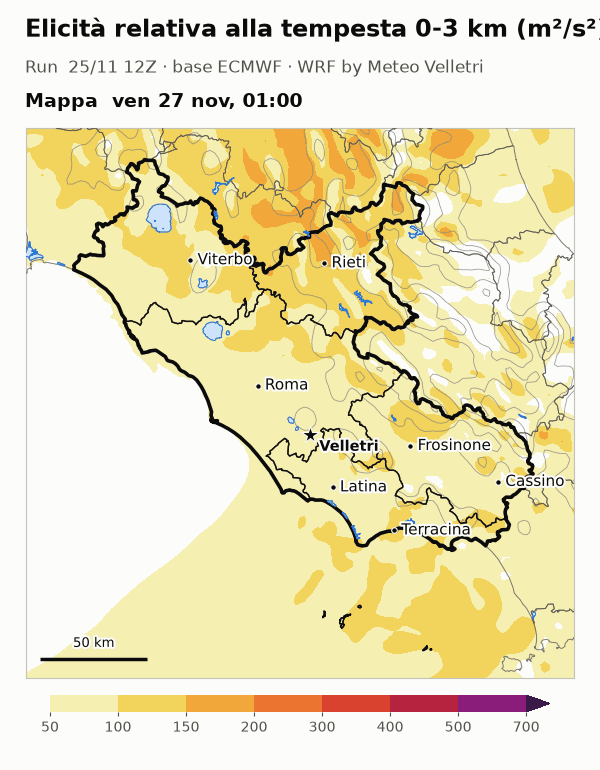 Elicità relativa alla tempesta 0-3 km (m²/s²)
Run 25/11 12Z · base ECMWF · WRF by Meteo Velletri
Mappa ven 27 nov, 01:00
Viterbo
Rieti
Roma
Velletri
Frosinone
Cassino
Latina
Terracina
50 km
50 100 150 200 300 400 500 700